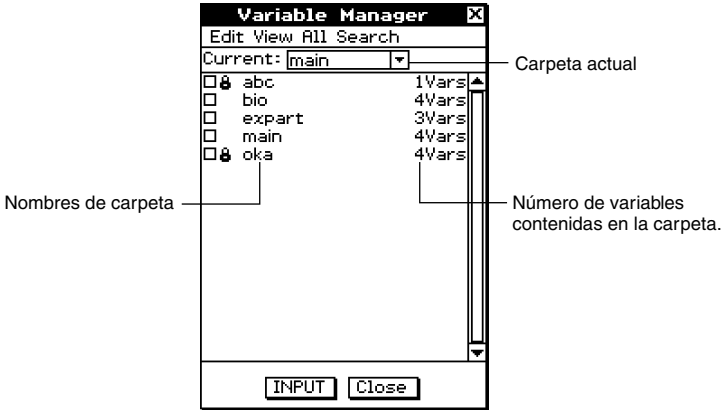 Variable Manager
Edit View All Search
Current: main
Carpeta actual
abc 1Vars
bio 4Vars
expart 3Vars
main 4Vars
oka 4Vars
Nombres de carpeta
Número de variables
contenidas en la carpeta.
INPUT Close